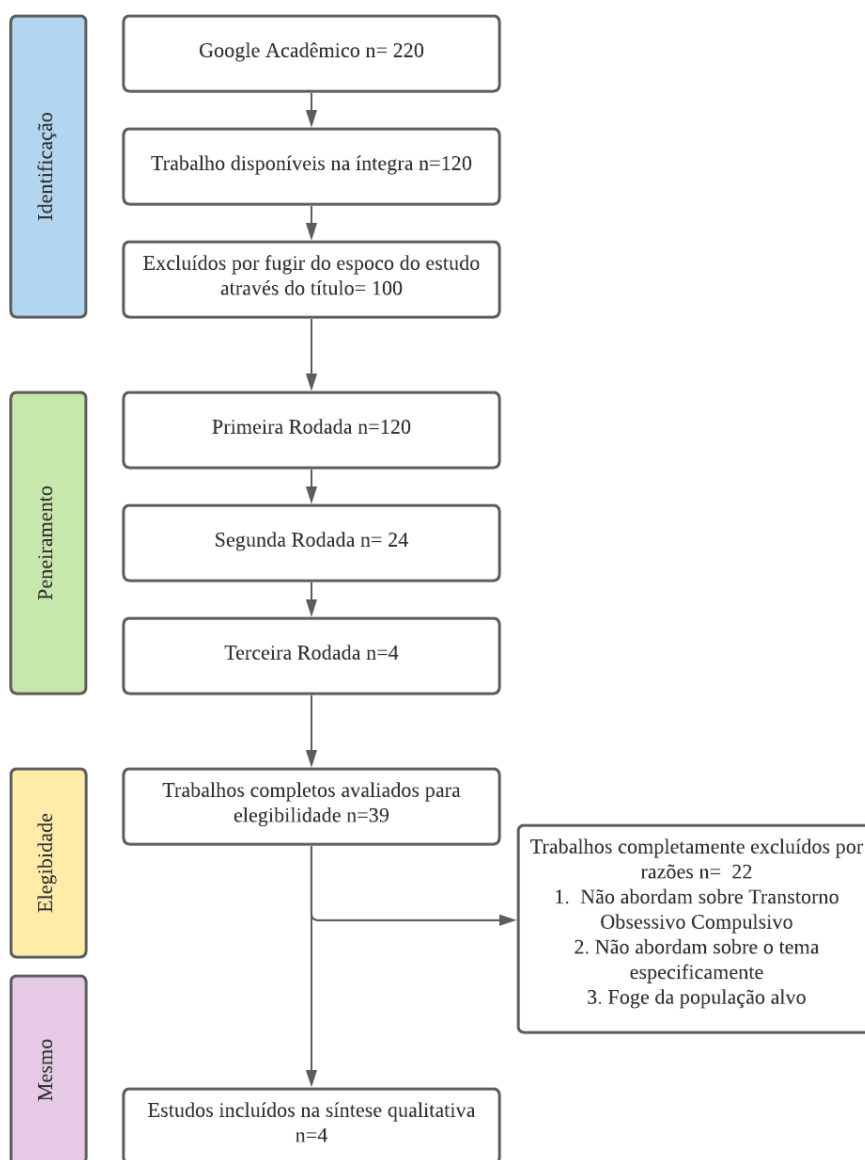 Identificação
Google Acadêmico n= 220
Trabalho disponíveis na íntegra n=120
Excluídos por fugir do espoco do estudo
através do título= 100
Peneiramento
Primeira Rodada n=120
Segunda Rodada n= 24
Terceira Rodada n=4
Elegibidade
Trabalhos completos avaliados para
elegibilidade n=39
Trabalhos completamente excluídos por
razões n=  22
1.  Não abordam sobre Transtorno
Obsessivo Compulsivo
2. Não abordam sobre o tema
especificamente
3. Foge da população alvo
Mesmo
Estudos incluídos na síntese qualitativa
n=4